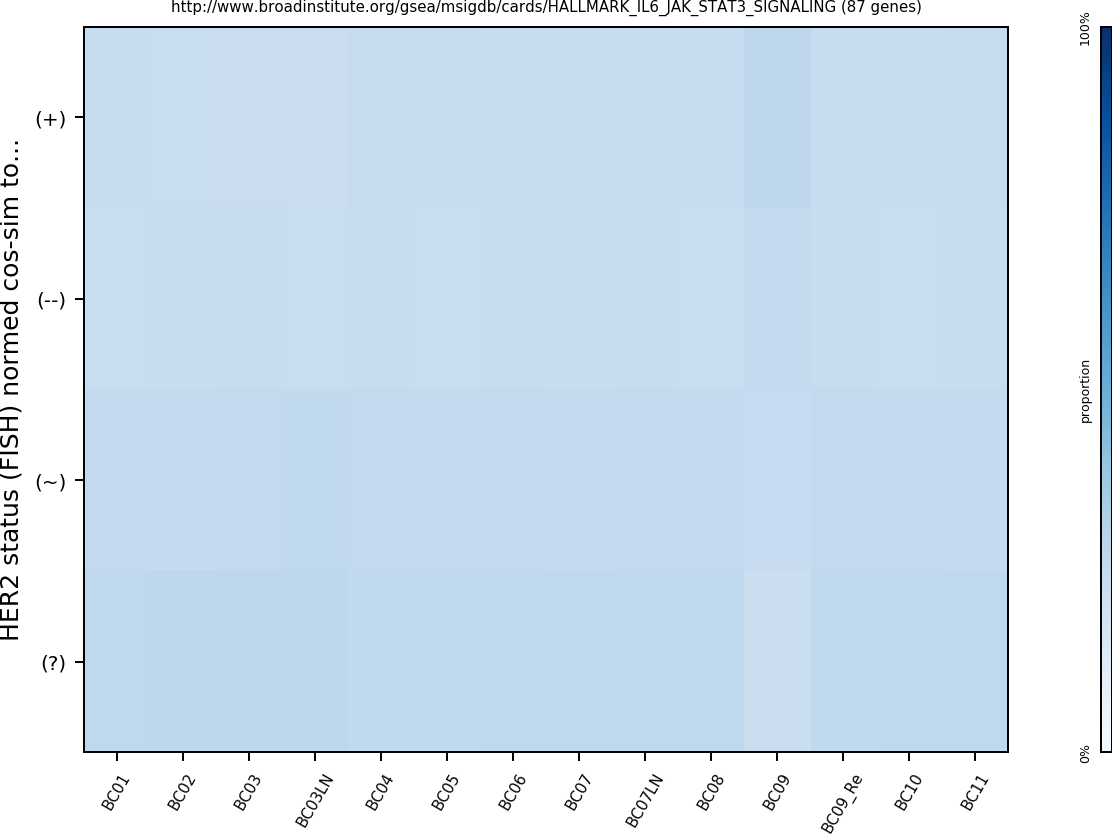 http://www.broadinstitute.org/gsea/msigdb/cards/HALLMARK_IL6_JAK_STAT3_SIGNALING (87 genes)
HER2 status (FISH) normed cos-sim to...
(+)
(--)
(~)
(?)
BC01
BC02
BC03
BC03LN
BC04
BC05
BC06
BC07
BC07LN
BC08
BC09
BC09_Re
BC10
BC11
100%
proportion
0%